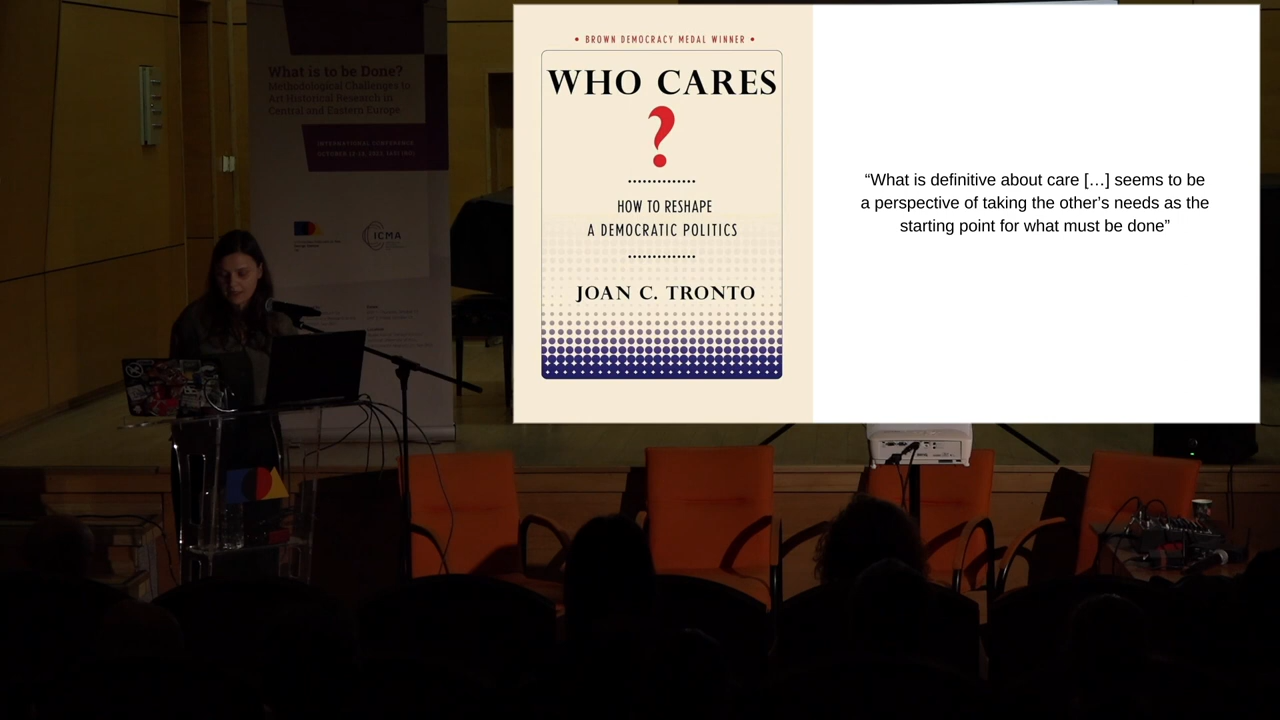 What is to be Done?
Methodological Challenges to
Art Historical Research in
Central and Eastern Europe
INTERNATIONAL CONFERENCE
ICMA
• BROWN DEMOCRACY MEDAL WINNER •
WHO CARES
?
HOW TO RESHAPE
A DEMOCRATIC POLITICS
JOAN C. TRONTO
“What is definitive about care […] seems to be
a perspective of taking the other's needs as the
starting point for what must be done”